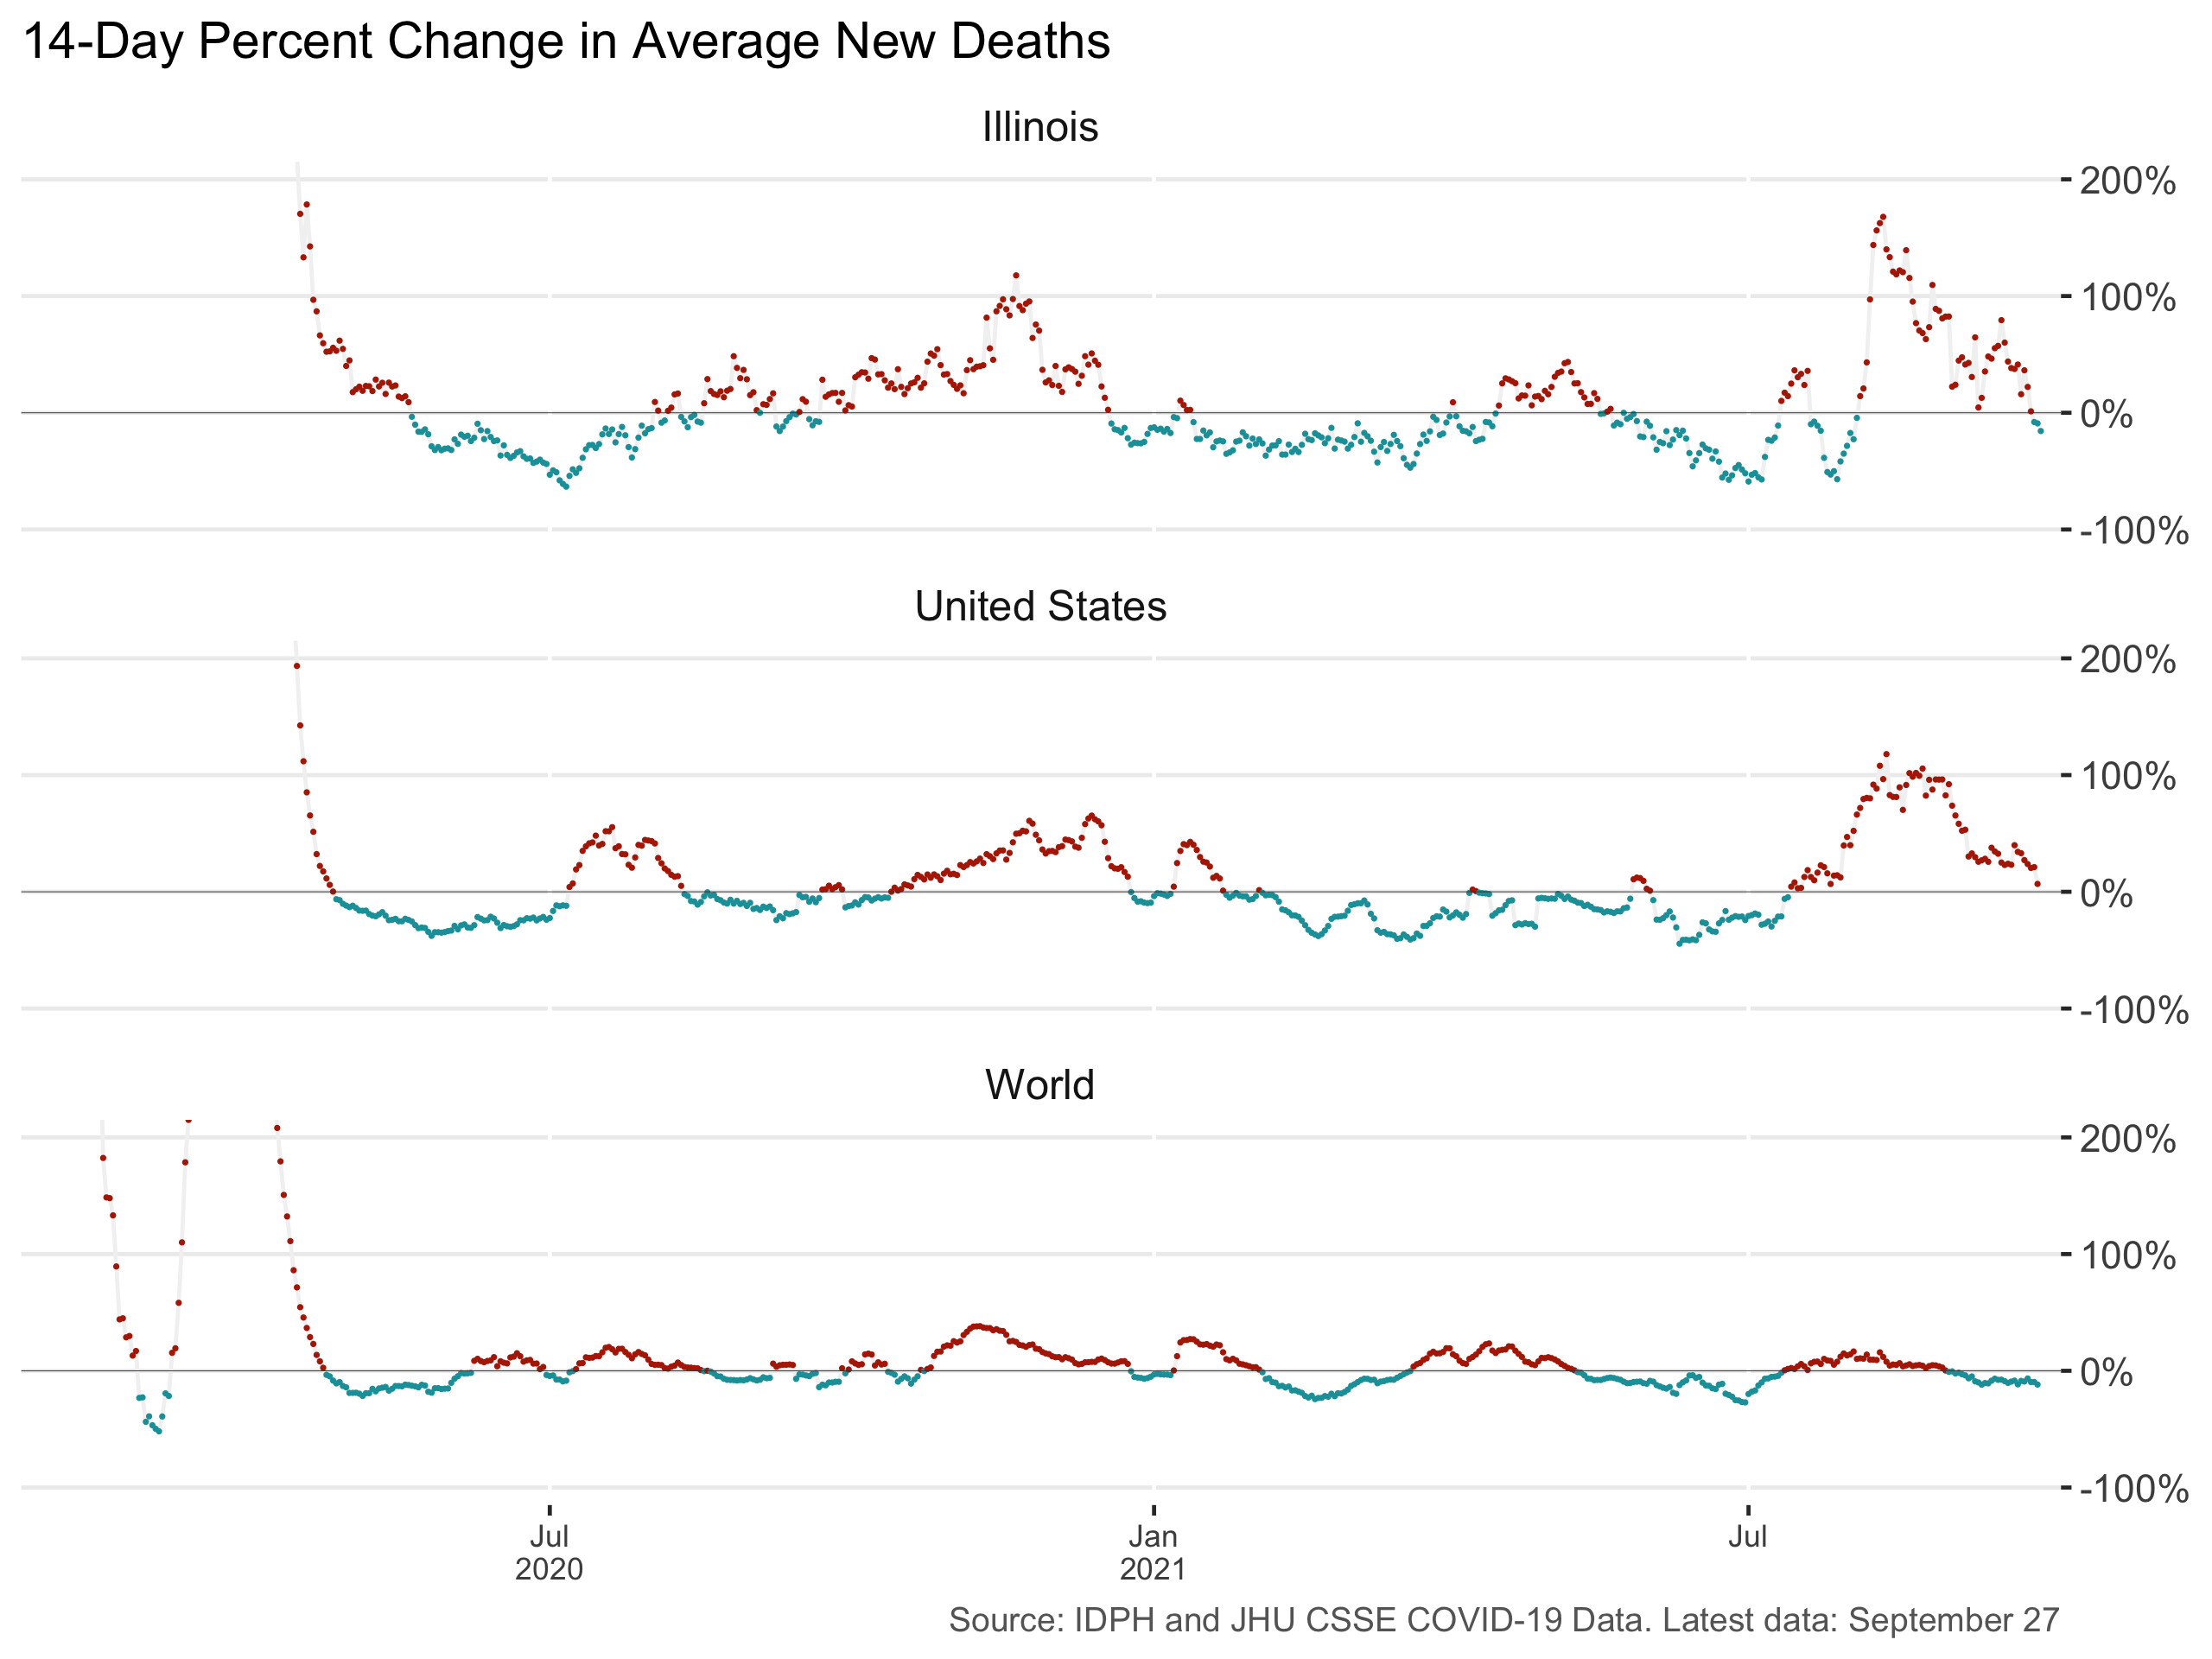 14-Day Percent Change in Average New Deaths
Illinois
200%
100%
0%
-100%
United States
200%
100%
0%
-100%
World
200%
100%
0%
-100%
Jul Jan Jul
2020 2021
Source: IDPH and JHU CSSE COVID-19 Data. Latest data: September 27